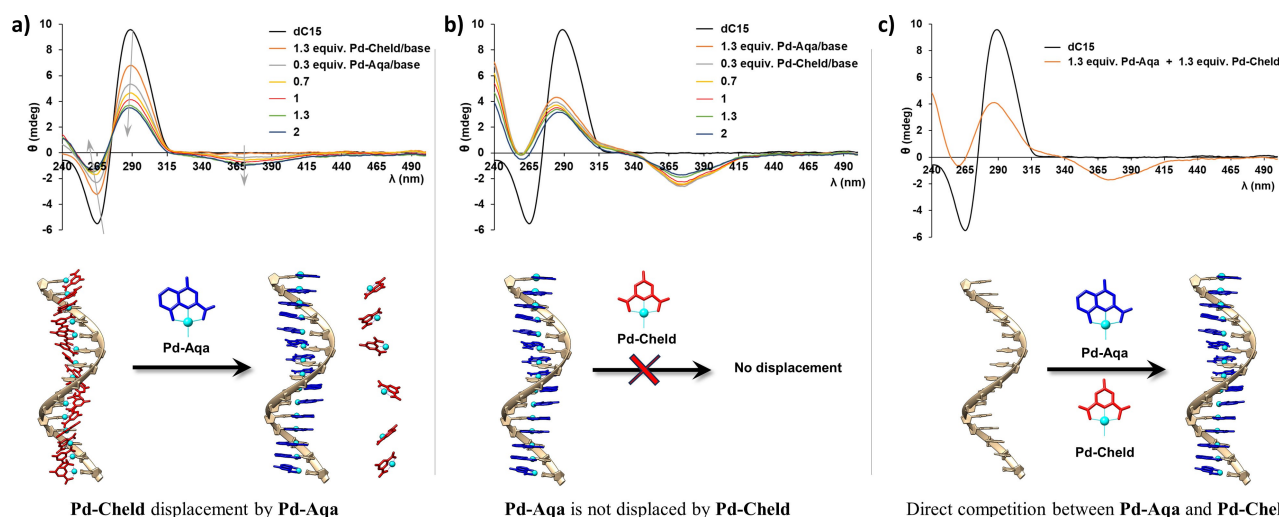 a)
10
8
6
4
2
0
-2
-4
-6
θ (mdeg)
240 265 290 315 340 365 390 415 440 465 490
λ (nm)
dC15
1.3 equiv. Pd-Cheld/base
0.3 equiv. Pd-Aqa/base
0.7
1
1.3
2
Pd-Aqa
Pd-Cheld displacement by Pd-Aqa
b)
10
8
6
4
2
0
-2
-4
-6
θ (mdeg)
240 265 290 315 340 365 390 415 440 465 490
λ (nm)
dC15
1.3 equiv. Pd-Aqa/base
0.3 equiv. Pd-Cheld/base
0.7
1
1.3
2
Pd-Cheld
No displacement
Pd-Aqa is not displaced by Pd-Cheld
c)
10
8
6
4
2
0
-2
-4
-6
θ (mdeg)
240 265 290 315 340 365 390 415 440 465 490
λ (nm)
dC15
1.3 equiv. Pd-Aqa + 1.3 equiv. Pd-Cheld
Pd-Aqa
Pd-Cheld
Direct competition between Pd-Aqa and Pd-Chel